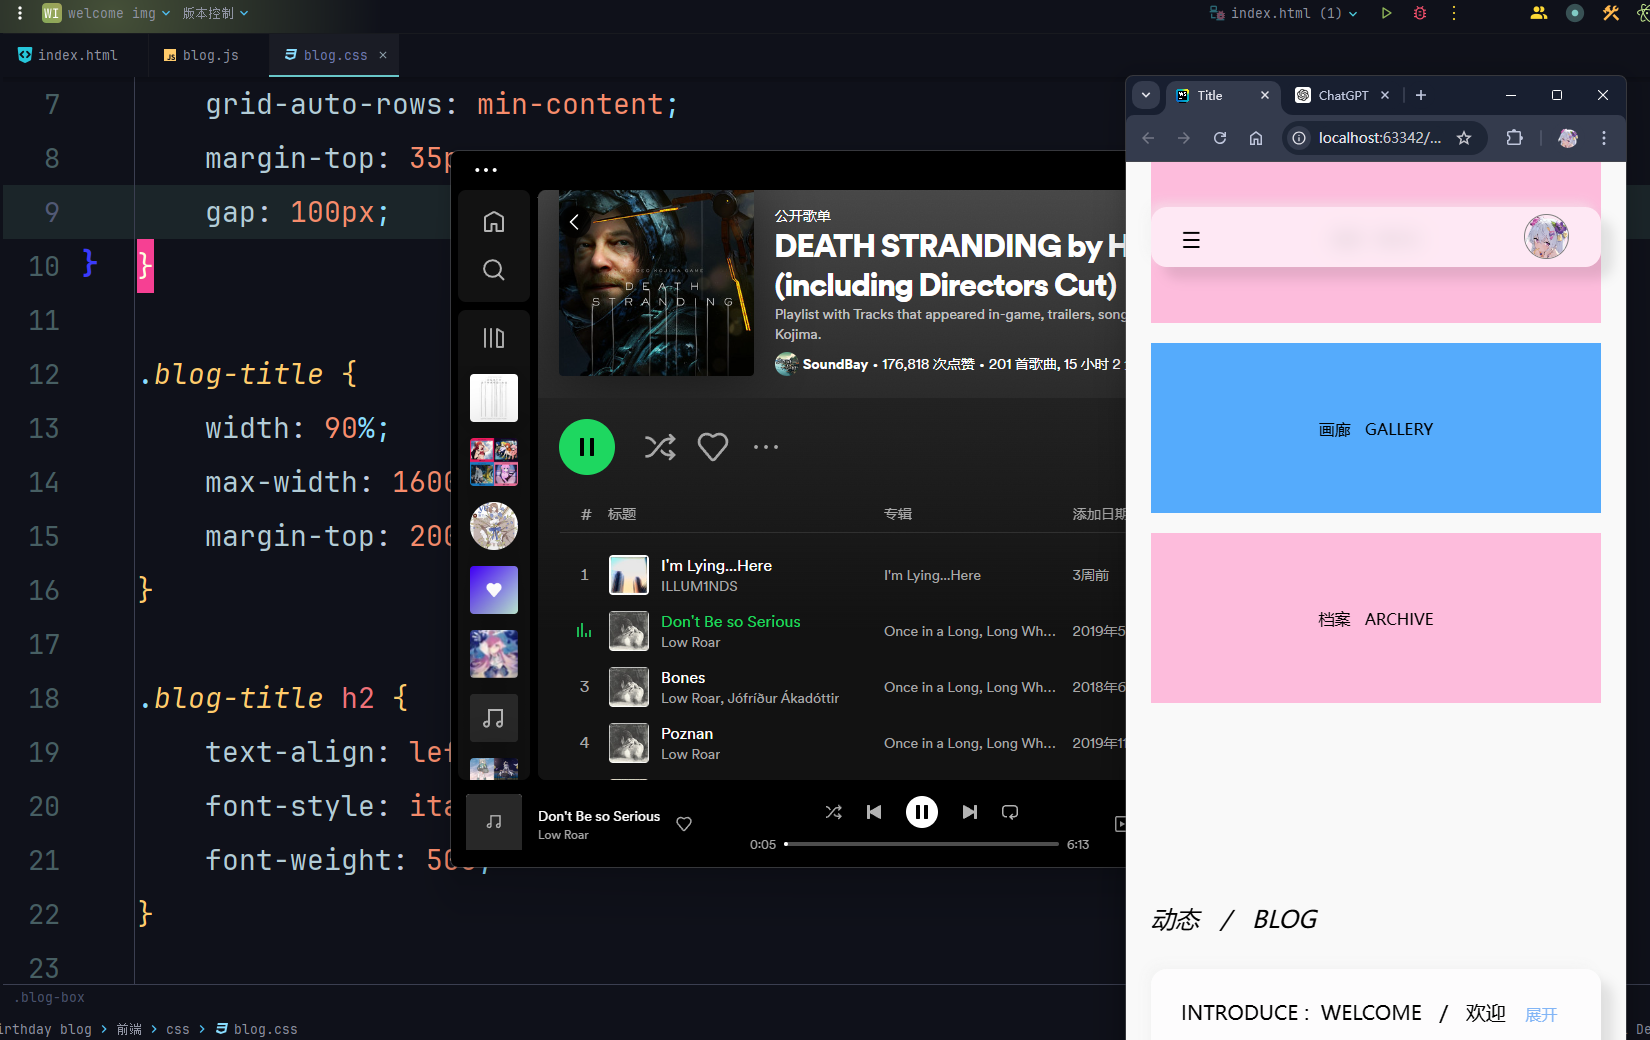 WI welcome img 版本控制
index.html (1)
index.html
blog.js
blog.css
7 grid-auto-rows: min-content;
8 margin-top: 35p
9 gap: 100px;
10 } }
11
12 .blog-title {
13 width: 90%;
14 max-width: 1600
15 margin-top: 200
16 }
17
18 .blog-title h2 {
19 text-align: lef
20 font-style: ita
21 font-weight: 500;
22 }
23
.blog-box
irthday blog > 前端 > css > blog.css
公开歌单
DEATH STRANDING by H
(including Directors Cut)
Playlist with Tracks that appeared in-game, trailers, song
Kojima.
SoundBay • 176,818 次点赞 • 201 首歌曲, 15 小时 2
DEATH
STRANDING
# 标题 专辑 添加日期
1 I'm Lying...Here I'm Lying...Here 3周前
ILLUM1NDS
Don't Be so Serious Once in a Long, Long Wh... 2019年5
Low Roar
3 Bones Once in a Long, Long Wh... 2018年6
Low Roar, Jófríður Ákadóttir
4 Poznan Once in a Long, Long Wh... 2019年11
Low Roar
Don't Be so Serious
Low Roar
0:05 6:13
Title
ChatGPT
localhost:63342/...
画廊 GALLERY
档案 ARCHIVE
动态 / BLOG
INTRODUCE : WELCOME / 欢迎 展开
De